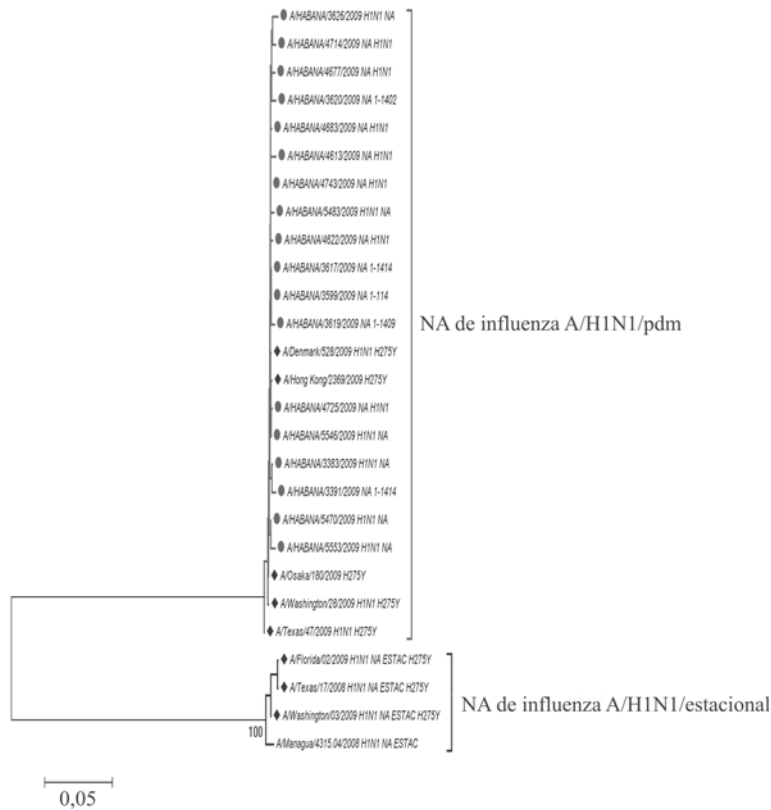 A/HABANA/3626/2009 H1N1 NA
A/HABANA/4714/2009 NA H1N1
A/HABANA/4677/2009 NA H1N1
A/HABANA/3620/2009 NA 1-1402
A/HABANA/4683/2009 NA H1N1
A/HABANA/4613/2009 NA H1N1
A/HABANA/4743/2009 NA H1N1
A/HABANA/5483/2009 H1N1 NA
A/HABANA/4622/2009 NA H1N1
A/HABANA/3617/2009 NA 1-1414
A/HABANA/3599/2009 NA 1-114
A/HABANA/3619/2009 NA 1-1409
NA de influenza A/H1N1/pdm
A/Denmark/528/2009 H1N1 H275Y
A/Hong Kong/2369/2009 H275Y
A/HABANA/4725/2009 NA H1N1
A/HABANA/5546/2009 H1N1 NA
A/HABANA/3383/2009 H1N1 NA
A/HABANA/3391/2009 NA 1-1414
A/HABANA/5470/2009 H1N1 NA
A/HABANA/5553/2009 H1N1 NA
A/Osaka/180/2009 H275Y
A/Washington/28/2009 H1N1 H275Y
A/Texas/47/2009 H1N1 H275Y
A/Florida/02/2009 H1N1 NA ESTAC H275Y
A/Texas/17/2008 H1N1 NA ESTAC H275Y
NA de influenza A/H1N1/estacional
A/Washington/03/2009 H1N1 NA ESTAC H275Y
100
A/Managua/4315.04/2008 H1N1 NA ESTAC
0,05